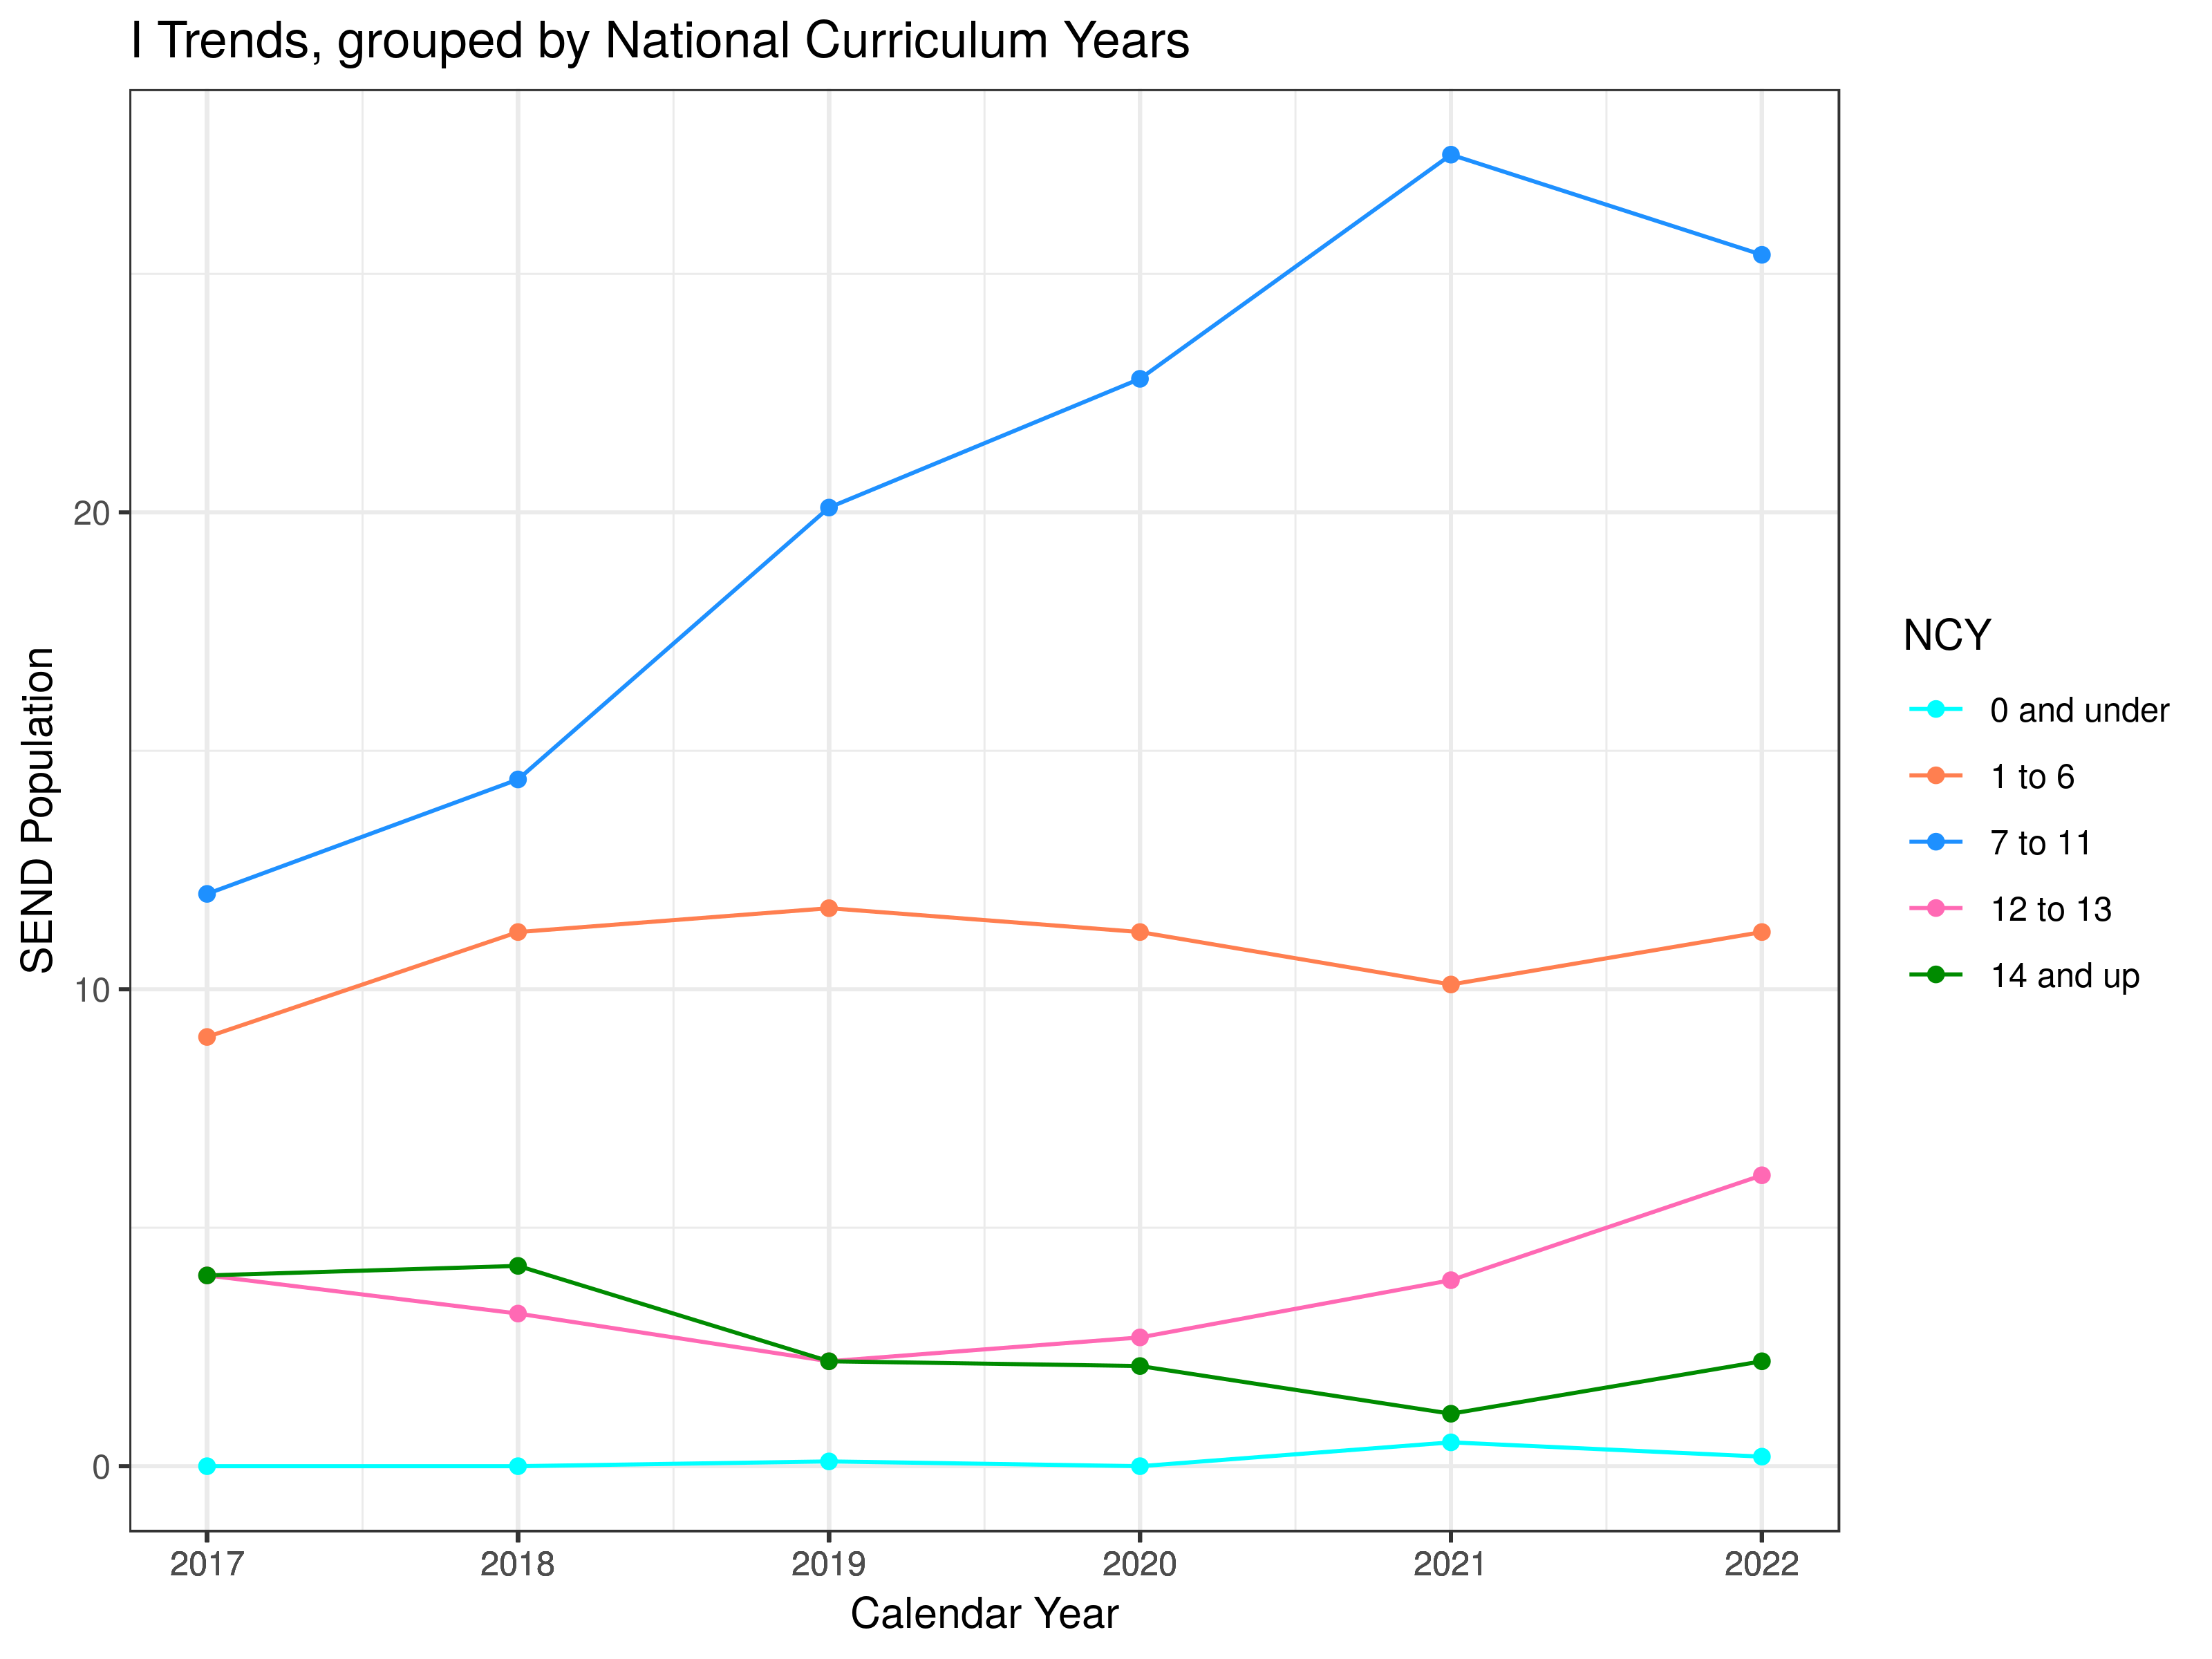 I Trends, grouped by National Curriculum Years
SEND Population
20
10
0
2017 2018 2019 2020 2021 2022
Calendar Year
NCY
0 and under
1 to 6
7 to 11
12 to 13
14 and up